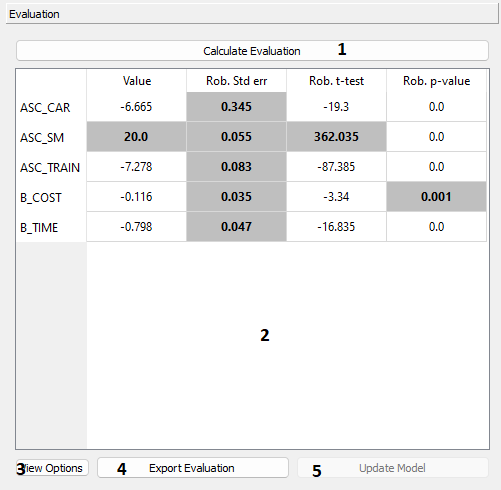 Evaluation
Calculate Evaluation 1
Value Rob. Std err Rob. t-test Rob. p-value
ASC_CAR -6.665 0.345 -19.3 0.0
ASC_SM 20.0 0.055 362.035 0.0
ASC_TRAIN -7.278 0.083 -87.385 0.0
B_COST -0.116 0.035 -3.34 0.001
B_TIME -0.798 0.047 -16.835 0.0
2
3 View Options 4 Export Evaluation 5 Update Model